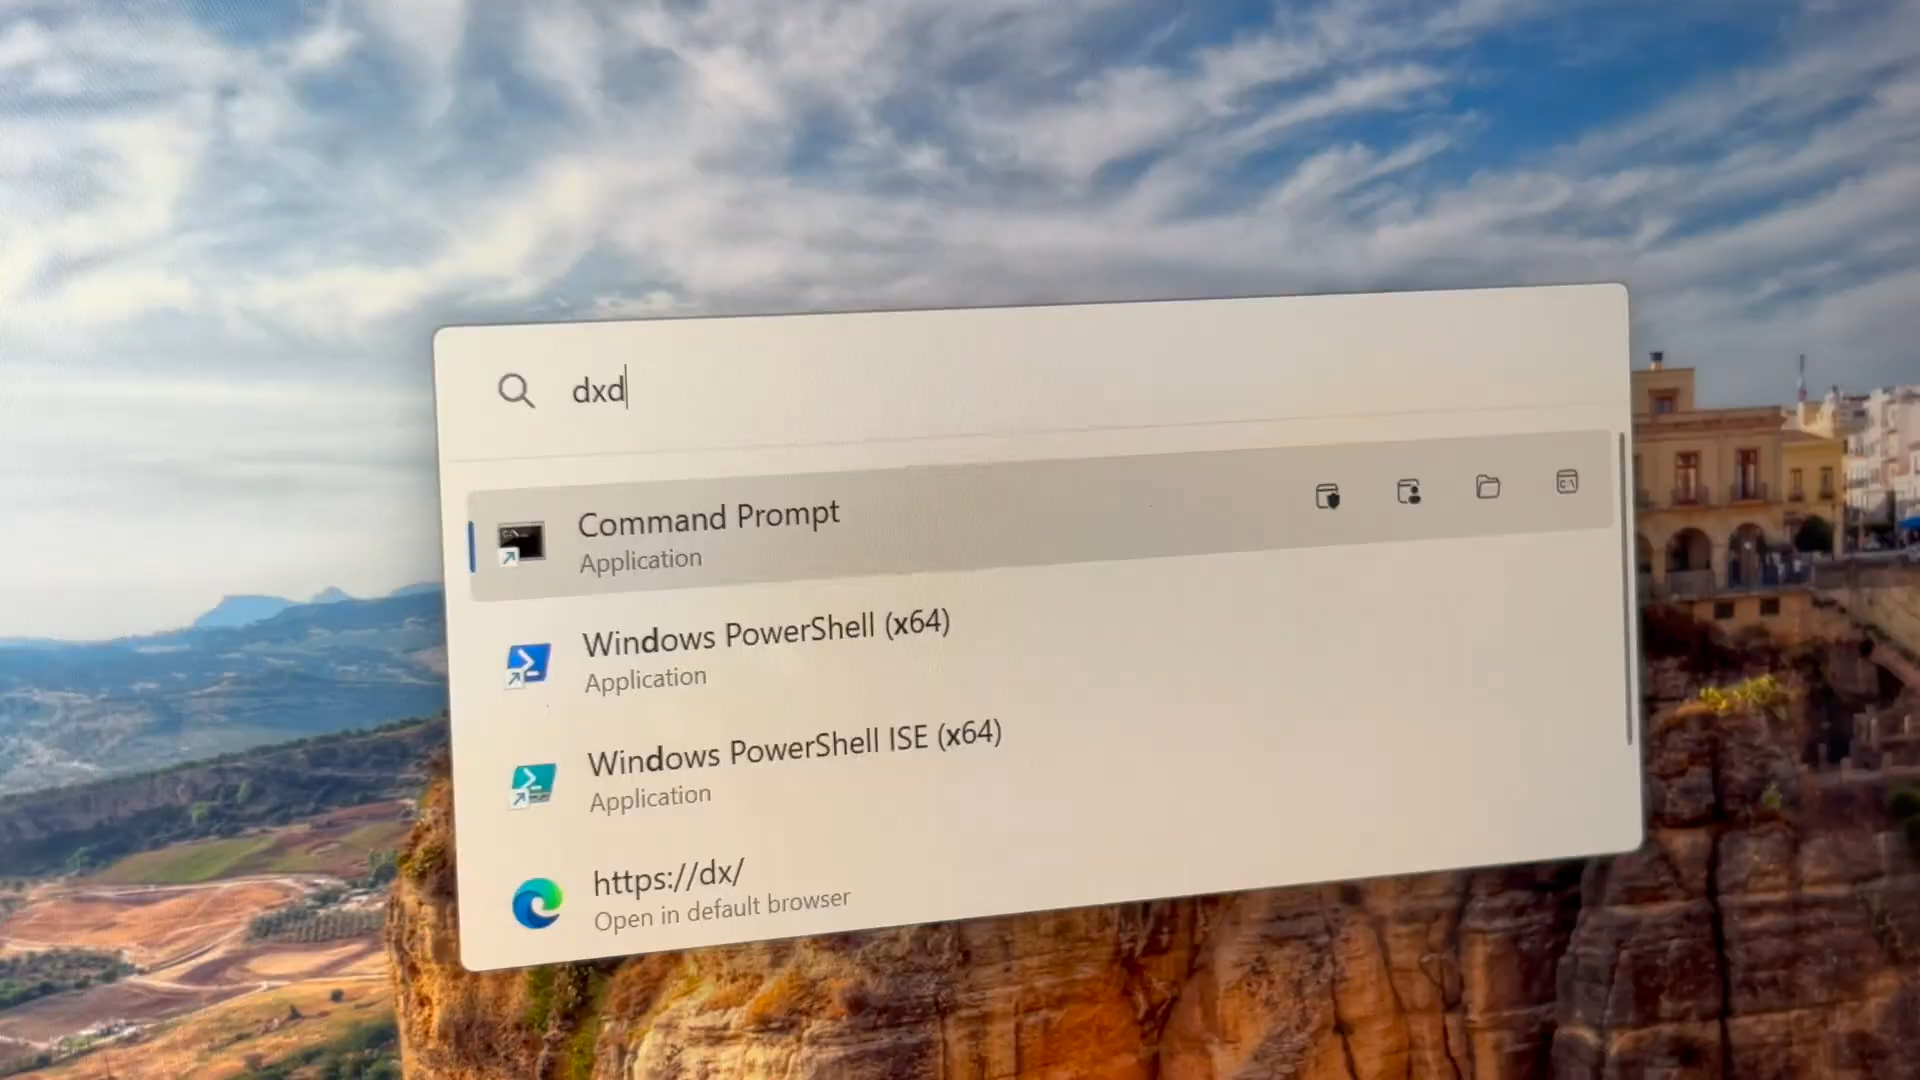 dxd
Command Prompt
Application
Windows PowerShell (x64)
Application
Windows PowerShell ISE (x64)
Application
https://dx/
Open in default browser